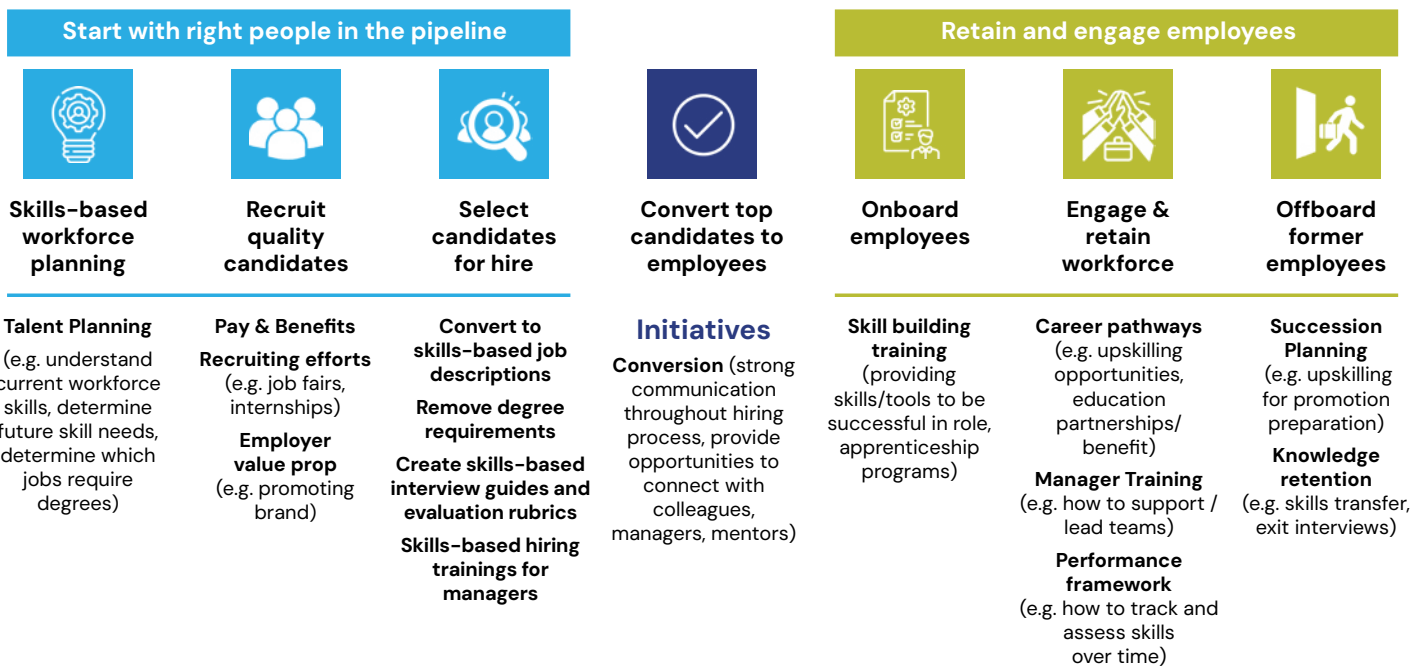 Start with right people in the pipeline
Retain and engage employees
Skills-based
workforce
planning
Recruit
quality
candidates
Select
candidates
for hire
Convert top
candidates to
employees
Onboard
employees
Engage &
retain
workforce
Offboard
former
employees
Talent Planning
(e.g. understand
current workforce
skills, determine
future skill needs,
determine which
jobs require
degrees)
Pay & Benefits
Recruiting efforts
(e.g. job fairs,
internships)
Employer
value prop
(e.g. promoting
brand)
Convert to
skills-based job
descriptions
Remove degree
requirements
Create skills-based
interview guides and
evaluation rubrics
Skills-based hiring
trainings for
managers
Initiatives
Conversion (strong
communication
throughout hiring
process, provide
opportunities to
connect with
colleagues,
managers, mentors)
Skill building
training
(providing
skills/tools to be
successful in role,
apprenticeship
programs)
Career pathways
(e.g. upskilling
opportunities,
education
partnerships/
benefit)
Manager Training
(e.g. how to support /
lead teams)
Performance
framework
(e.g. how to track and
assess skills
over time)
Succession
Planning
(e.g. upskilling
for promotion
preparation)
Knowledge
retention
(e.g. skills transfer,
exit interviews)